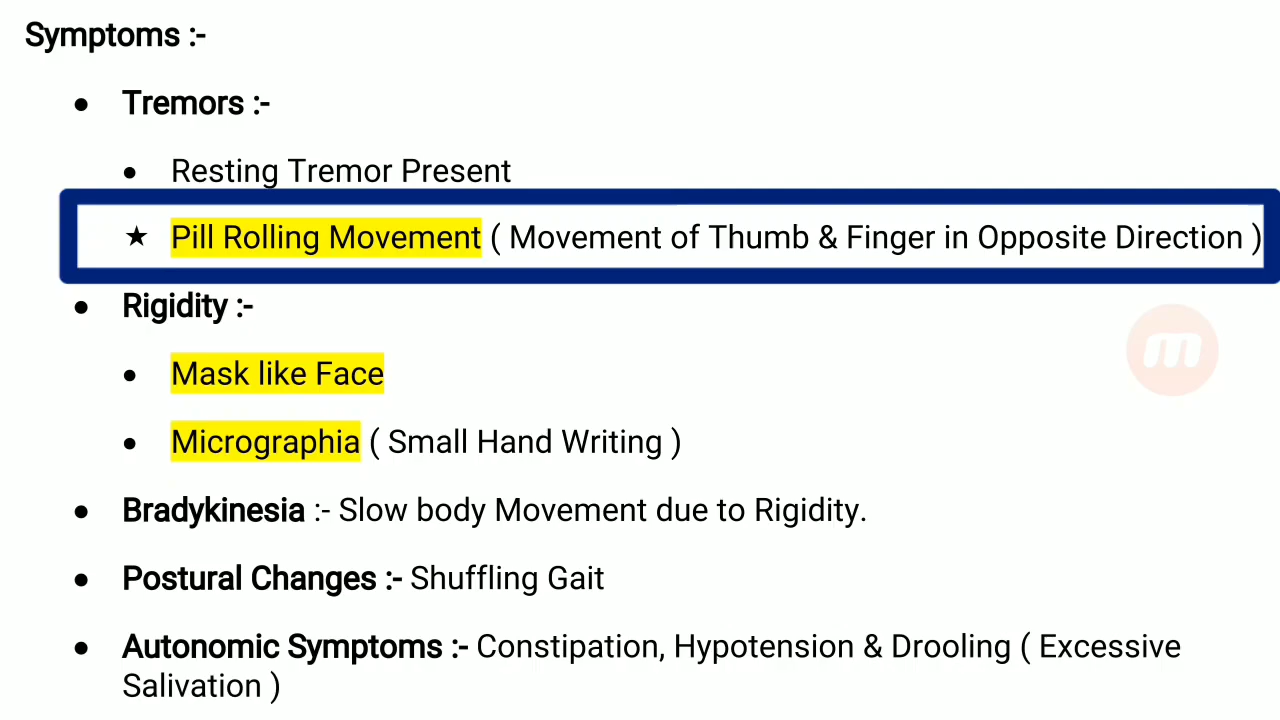 Symptoms :-
● Tremors :-
● Resting Tremor Present
★ Pill Rolling Movement ( Movement of Thumb & Finger in Opposite Direction )
● Rigidity :-
● Mask like Face
● Micrographia ( Small Hand Writing )
● Bradykinesia :- Slow body Movement due to Rigidity.
● Postural Changes :- Shuffling Gait
● Autonomic Symptoms :- Constipation, Hypotension & Drooling ( Excessive
Salivation )
m